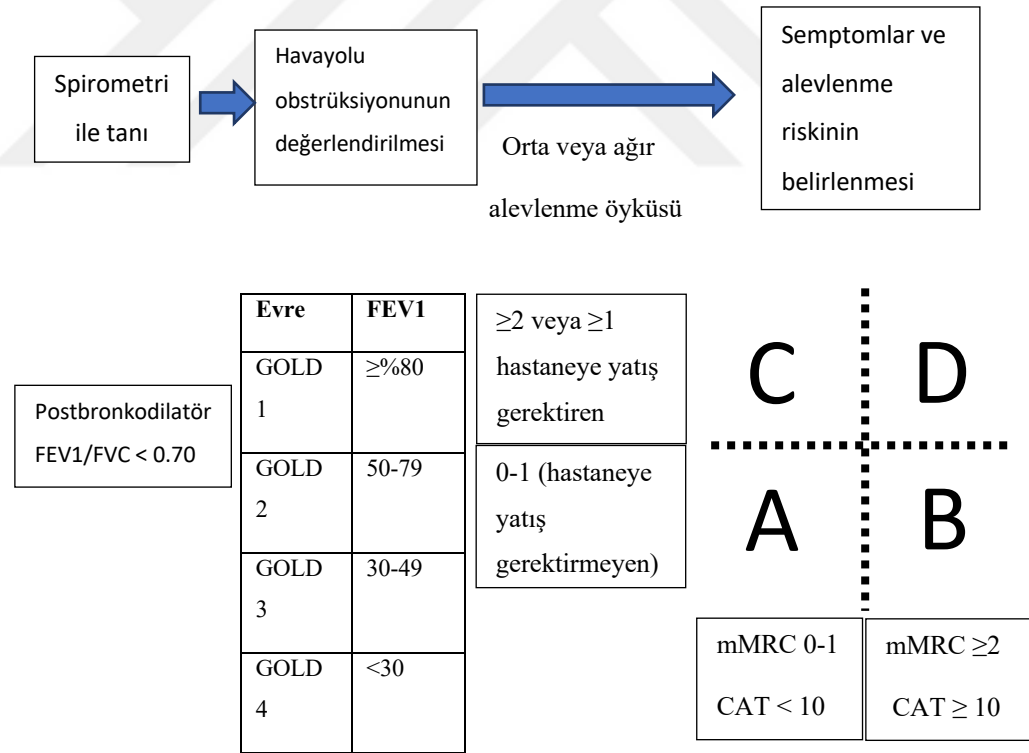 Spirometri
ile tanı
Havayolu
obstrüksiyonunun
değerlendirilmesi
Orta veya ağır
alevlenme öyküsü
Semptomlar ve
alevlenme
riskinin
belirlenmesi
Postbronkodilatör
FEV1/FVC < 0.70
Evre FEV1
GOLD ≥%80
1
GOLD 50-79
2
GOLD 30-49
3
GOLD <30
4
≥2 veya ≥1
hastaneye yatış
gerektiren
0-1 (hastaneye
yatış
gerektirmeyen)
C D
A B
mMRC 0-1
CAT < 10
mMRC ≥2
CAT ≥ 10